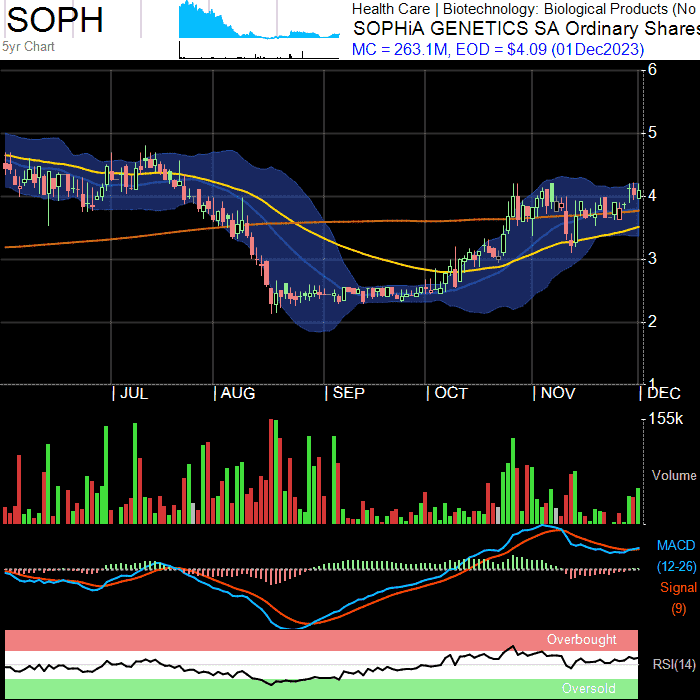 SOPH
5yr Chart
Health Care | Biotechnology: Biological Products (No
SOPHiA GENETICS SA Ordinary Shares
MC = 263.1M, EOD = $4.09 (01Dec2023)
6
5
4
3
2
1
| JUL | AUG | SEP | OCT | NOV | DEC
155k
Volume
MACD
(12-26)
Signal
(9)
Overbought
RSI(14)
Oversold